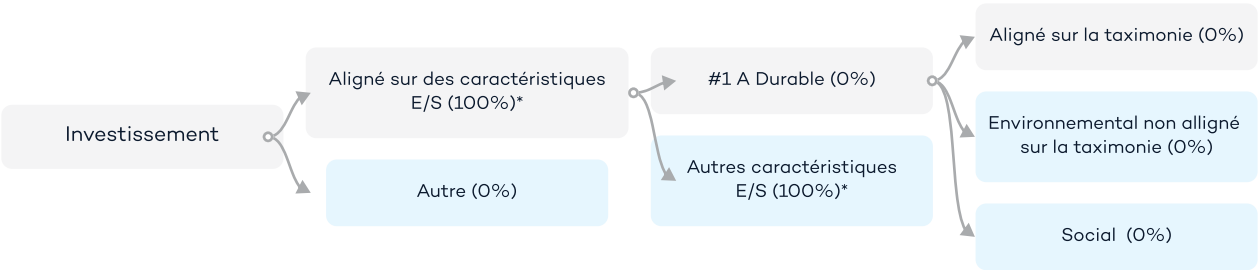 Investissement
Aligné sur des caractéristiques
E/S (100%)*
Autre (0%)
#1 A Durable (0%)
Autres caractéristiques
E/S (100%)*
Aligné sur la taximonie (0%)
Environnemental non alligné
sur la taximonie (0%)
Social (0%)